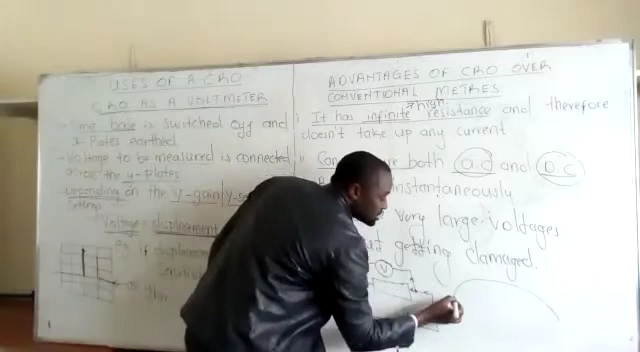 USES OF A CRO
CRO AS A VOLTMETER
- Time base is switched off and
x-Plates earthed
- Voltage to be measured is connected
across the y-Plates
Depending on the y-gain/
Settings
Voltage = displacement
eg if displacement
ADVANTAGES OF CRO OVER
CONVENTIONAL METRES
high
It has infinite resistance and therefore
doesn't take up any current
Can both a.c and D.C
instantaneously
very large voltages
getting damaged.
V